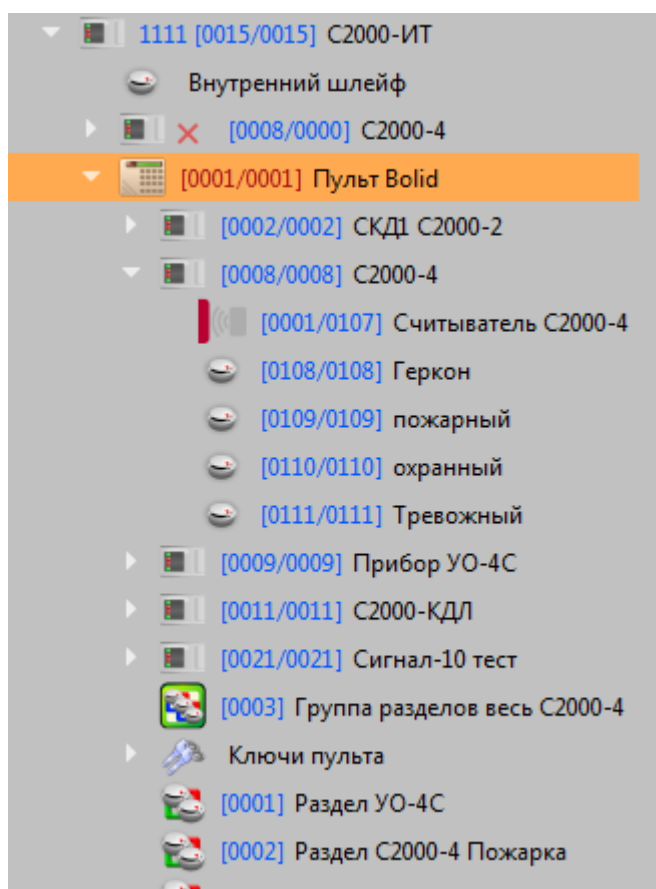 1111 [0015/0015] С2000-ИТ
Внутренний шлейф
[0008/0000] С2000-4
[0001/0001] Пульт Bolid
[0002/0002] СКД1 С2000-2
[0008/0008] С2000-4
[0001/0107] Считыватель С2000-4
[0108/0108] Геркон
[0109/0109] пожарный
[0110/0110] охранный
[0111/0111] Тревожный
[0009/0009] Прибор УО-4С
[0011/0011] С2000-КДЛ
[0021/0021] Сигнал-10 тест
[0003] Группа разделов весь С2000-4
Ключи пульта
[0001] Раздел УО-4С
[0002] Раздел С2000-4 Пожарка